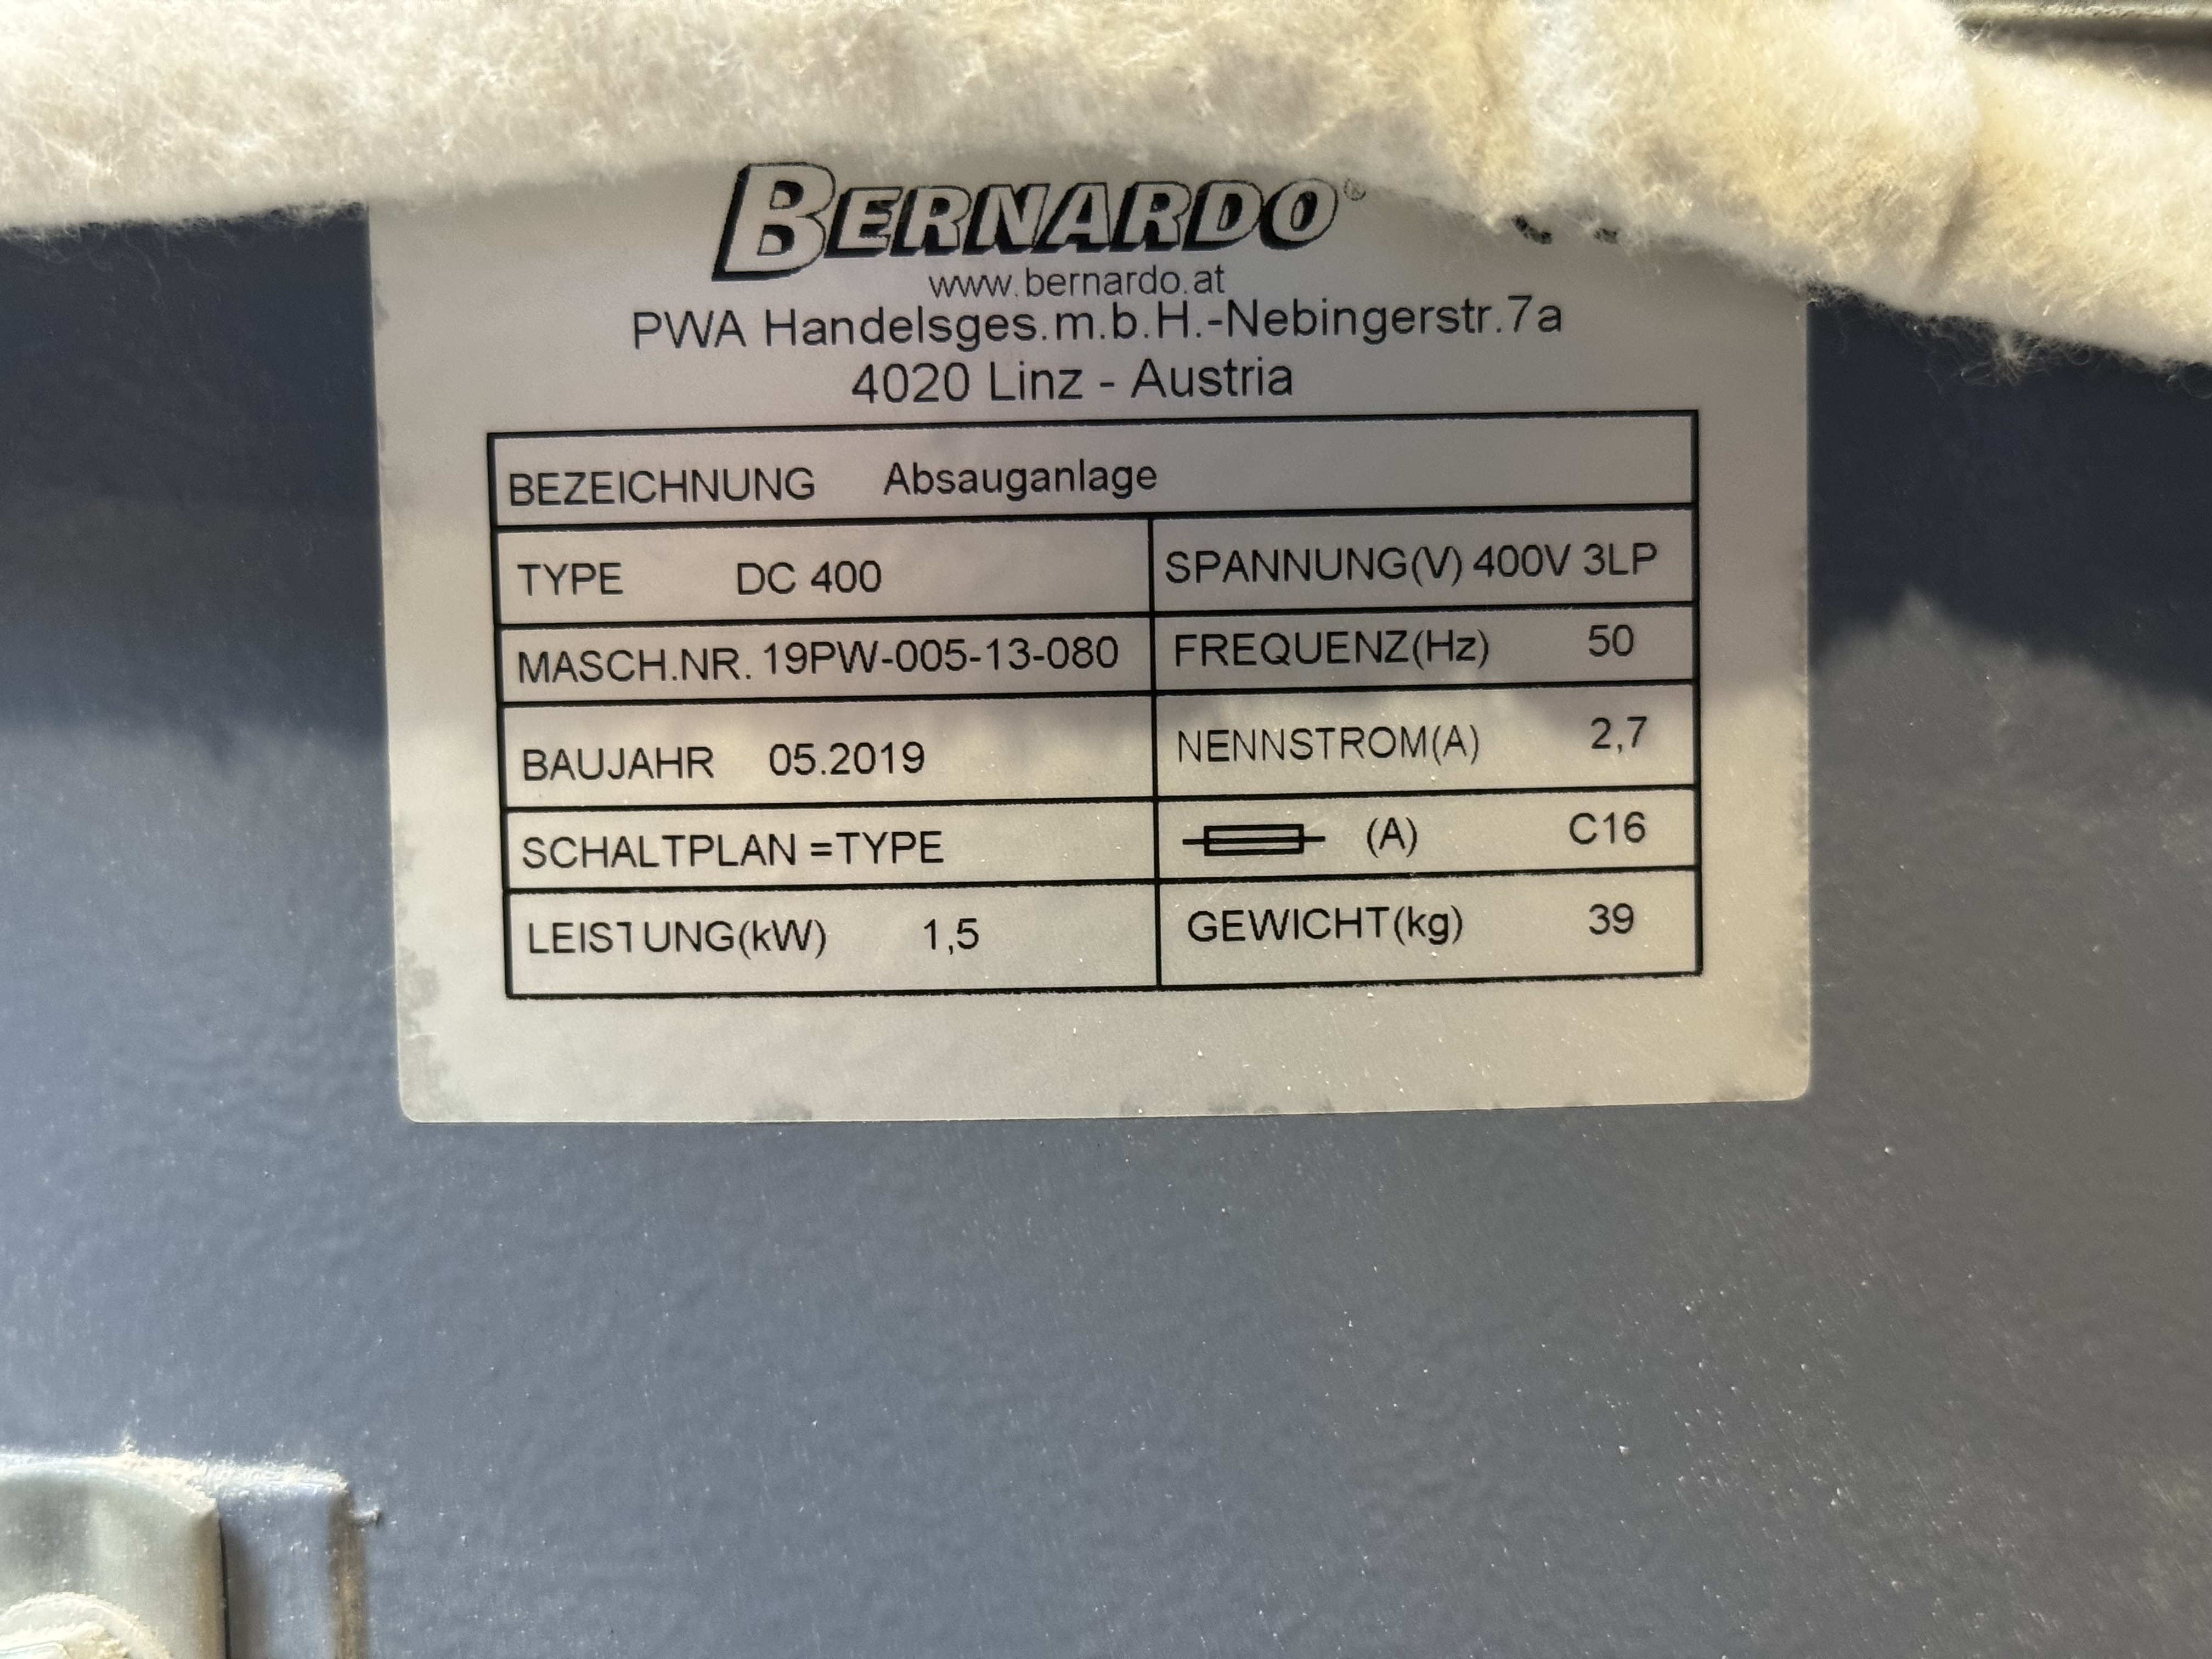 BERNARDO®
www.bernardo.at
PWA Handelsges.m.b.H.-Nebingerstr.7a
4020 Linz - Austria
BEZEICHNUNG Absauganlage
TYPE DC 400 SPANNUNG(V) 400V 3LP
MASCH.NR. 19PW-005-13-080 FREQUENZ(Hz) 50
BAUJAHR 05.2019 NENNSTROM(A) 2,7
SCHALTPLAN =TYPE (A) C16
LEISTUNG(kW) 1,5 GEWICHT(kg) 39